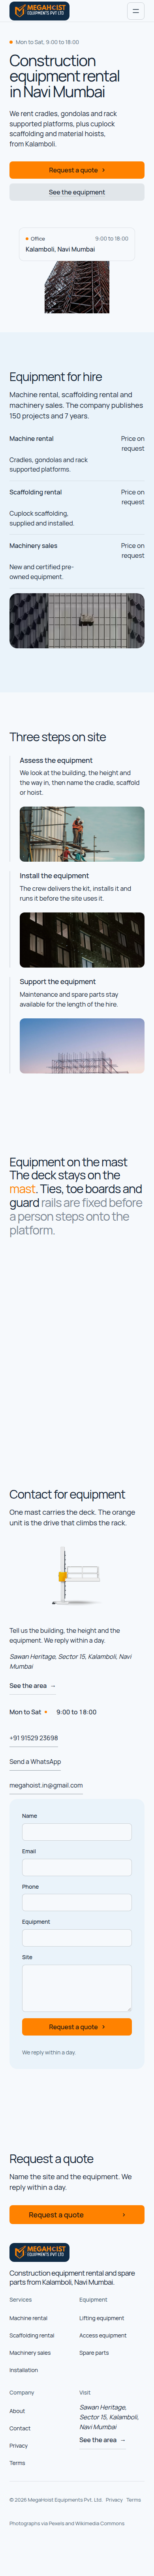 MEGAHOIST
EQUIPMENTS PVT LTD
Mon to Sat, 9:00 to 18:00
Construction
equipment rental
in Navi Mumbai
We rent cradles, gondolas and rack
supported platforms, plus cuplock
scaffolding and material hoists,
from Kalamboli.
Request a quote ›
See the equipment
Office 9:00 to 18:00
Kalamboli, Navi Mumbai
Equipment for hire
Machine rental, scaffolding rental and
machinery sales. The company publishes
150 projects and 7 years.
Machine rental Price on
request
Cradles, gondolas and rack
supported platforms.
Scaffolding rental Price on
request
Cuplock scaffolding,
supplied and installed.
Machinery sales Price on
request
New and certified pre-
owned equipment.
Three steps on site
Assess the equipment
We look at the building, the height and
the way in, then name the cradle, scaffold
or hoist.
Install the equipment
The crew delivers the kit, installs it and
runs it before the site uses it.
Support the equipment
Maintenance and spare parts stay
available for the length of the hire.
Equipment on the mast
The deck stays on the
mast. Ties, toe boards and
guard rails are fixed before
a person steps onto the
platform.
Contact for equipment
One mast carries the deck. The orange
unit is the drive that climbs the rack.
Tell us the building, the height and the
equipment. We reply within a day.
Sawan Heritage, Sector 15, Kalamboli, Navi
Mumbai
See the area →
Mon to Sat 9:00 to 18:00
+91 91529 23698
Send a WhatsApp
megahoist.in@gmail.com
Name
Email
Phone
Equipment
Site
Request a quote ›
We reply within a day.
Request a quote
Name the site and the equipment. We
reply within a day.
Request a quote ›
MEGAHOIST
EQUIPMENTS PVT LTD
Construction equipment rental and spare
parts from Kalamboli, Navi Mumbai.
Services Equipment
Machine rental Lifting equipment
Scaffolding rental Access equipment
Machinery sales Spare parts
Installation
Company Visit
About Sawan Heritage,
Sector 15, Kalamboli,
Navi Mumbai
Contact
Privacy See the area →
Terms
© 2026 MegaHoist Equipments Pvt. Ltd. Privacy Terms
Photographs via Pexels and Wikimedia Commons